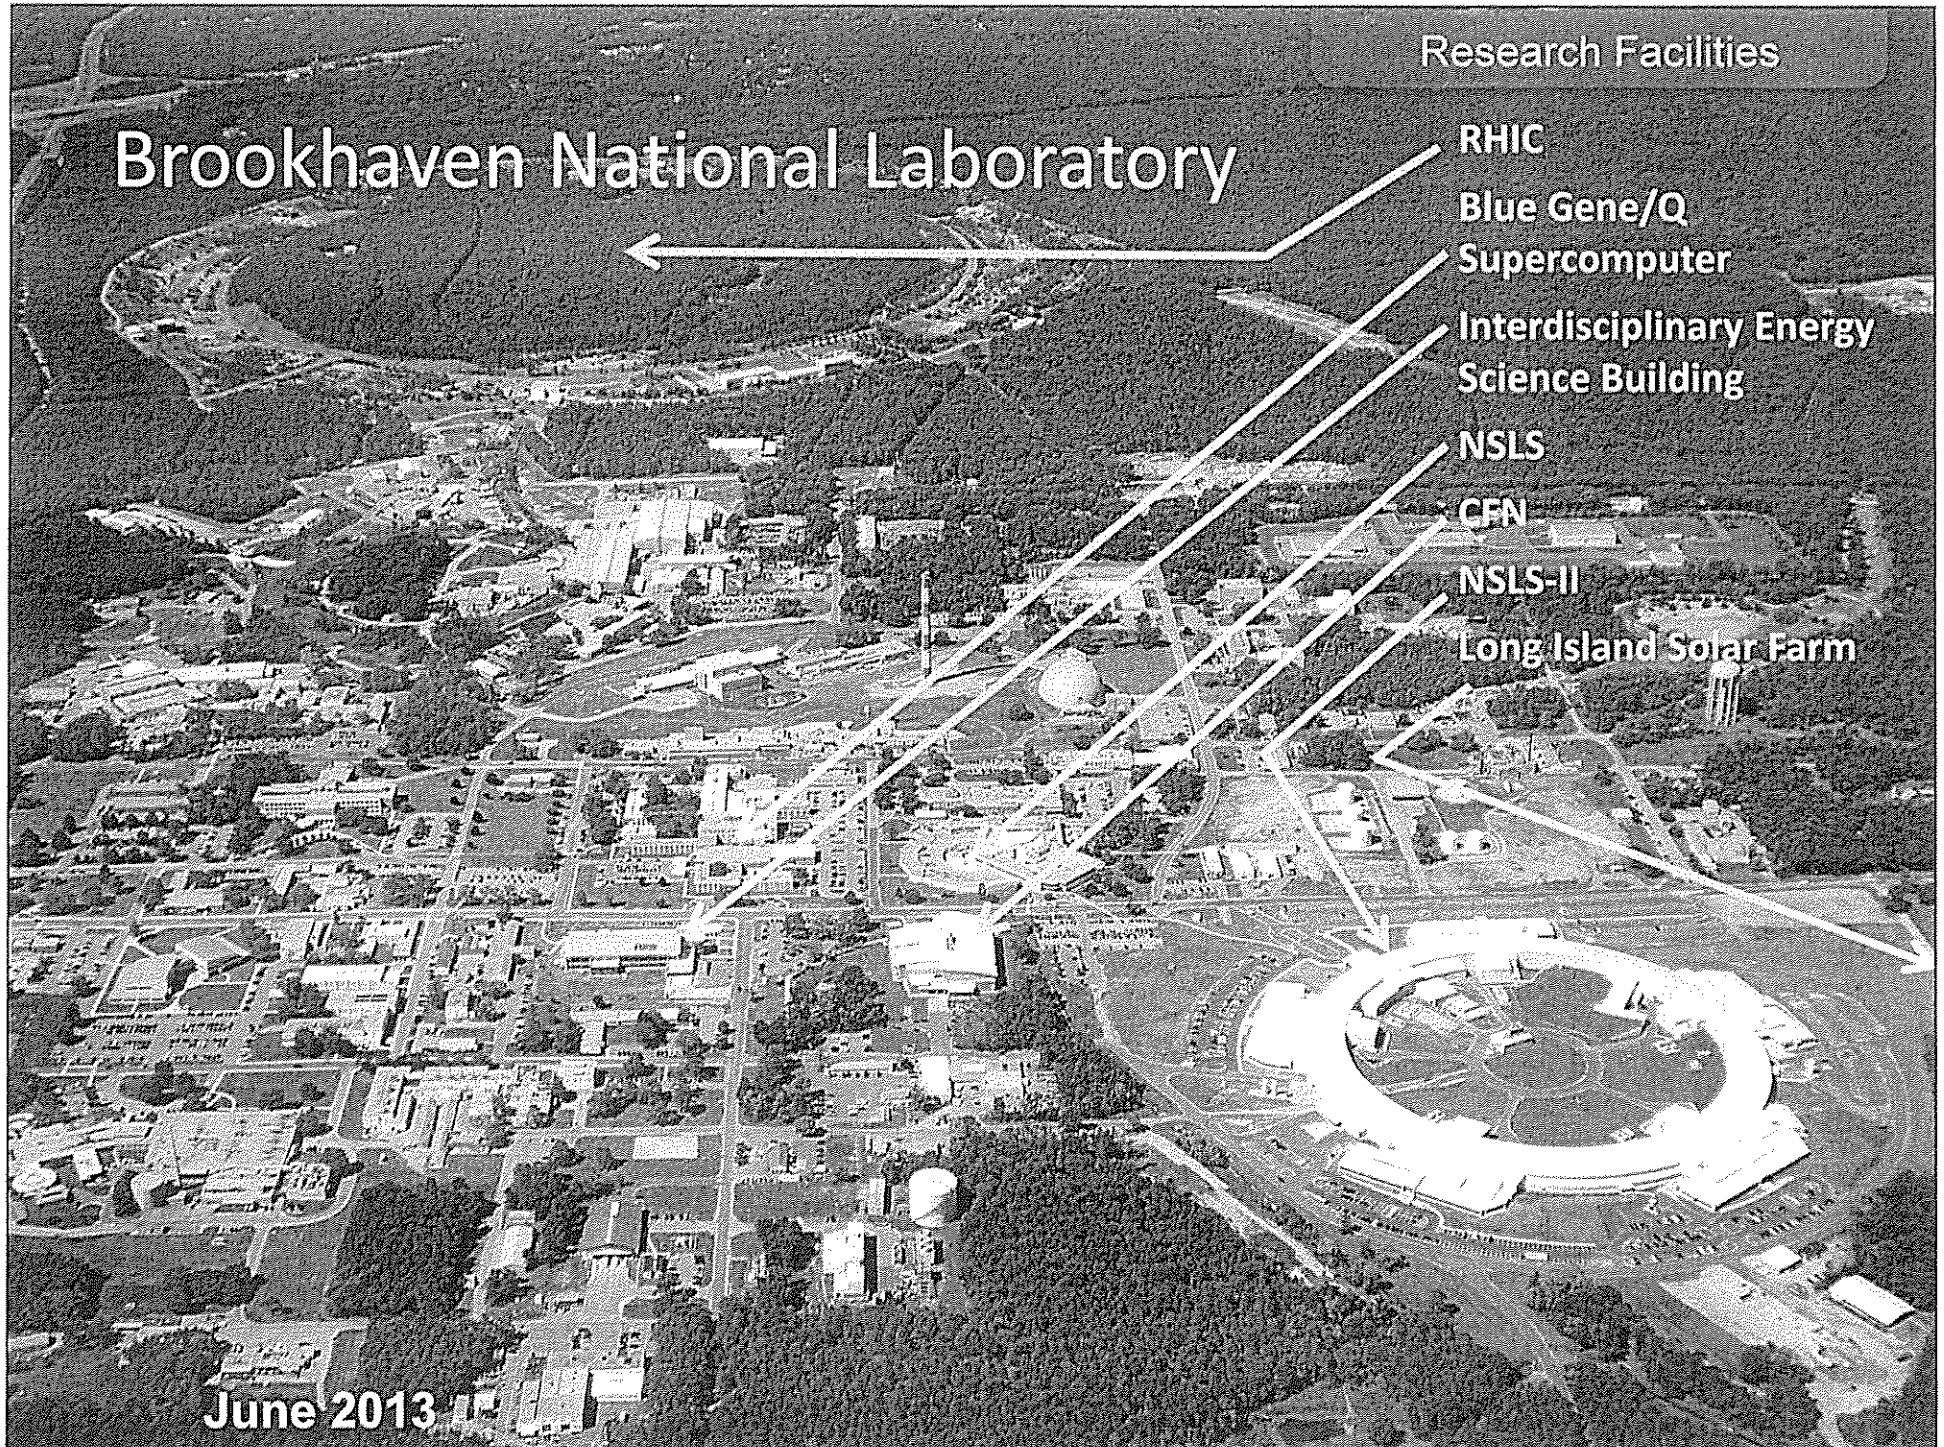 Research Facilities
Brookhaven National Laboratory
RHIC
Blue Gene/Q
Supercomputer
Interdisciplinary Energy
Science Building
NSLS
CFN
NSLS-II
Long Island Solar Farm
June 2013